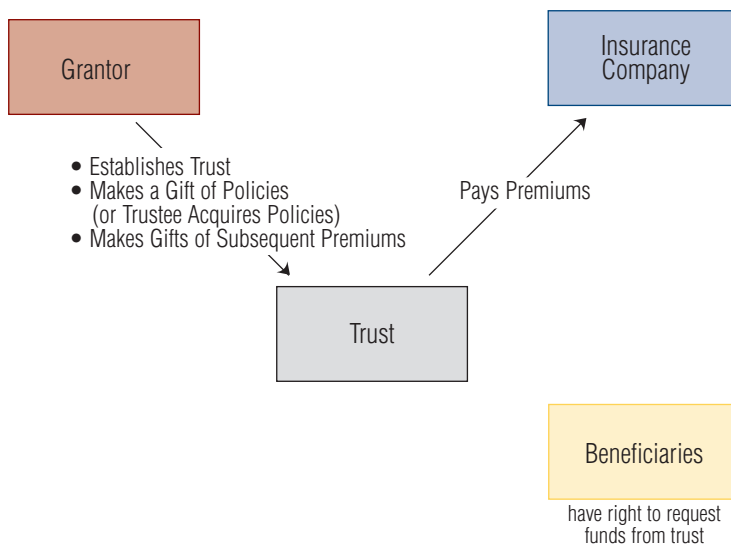 Grantor
Insurance
Company
• Establishes Trust
• Makes a Gift of Policies
(or Trustee Acquires Policies)
• Makes Gifts of Subsequent Premiums
Pays Premiums
Trust
Beneficiaries
have right to request
funds from trust